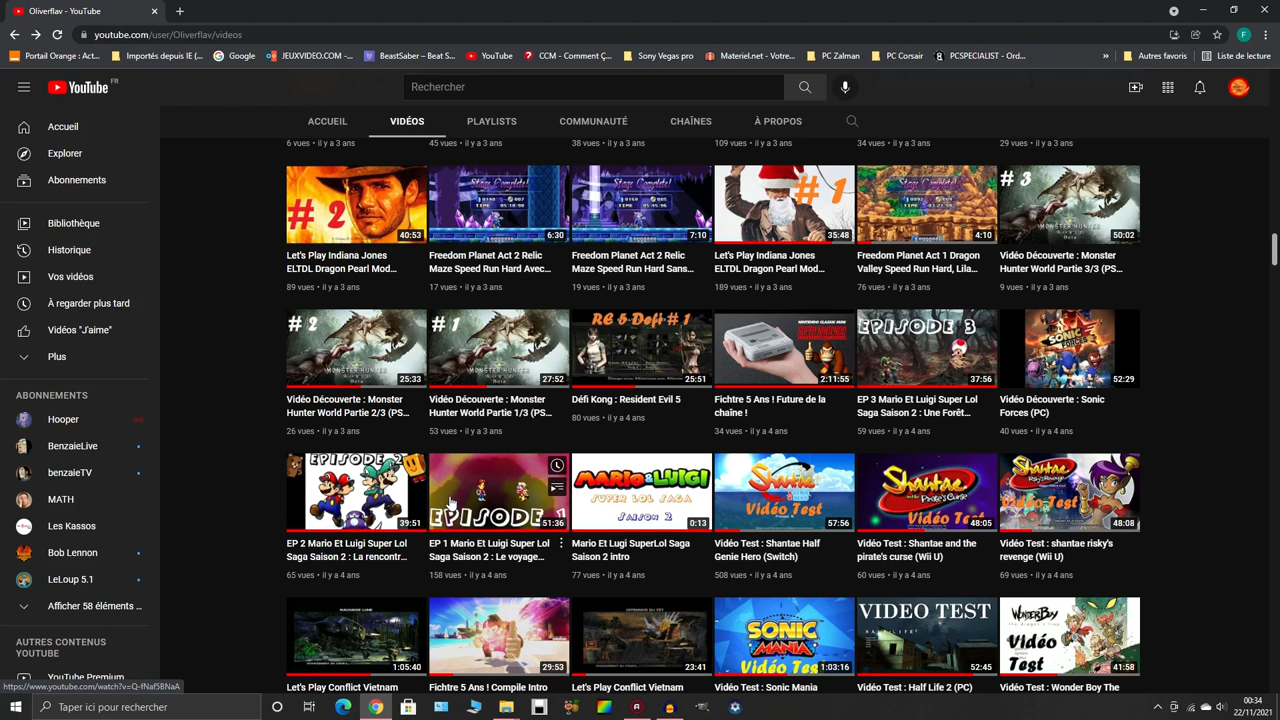 Oliverflav - YouTube
youtube.com/user/Oliverflav/videos
Portail Orange : Act... Importés depuis IE (... Google JEUXVIDEO.COM -... BeastSaber – Beat S... YouTube CCM - Comment Ç... Sony Vegas pro Materiel.net - Votre... PC Zalman PC Corsair PCSPECIALIST - Ord... » Autres favoris Liste de lecture
YouTube FR Rechercher
ACCUEIL VIDÉOS PLAYLISTS COMMUNAUTÉ CHAÎNES À PROPOS
Accueil
Explorer
Abonnements
Bibliothèque
Historique
Vos vidéos
À regarder plus tard
Vidéos "J'aime"
Plus
ABONNEMENTS
Hooper
BenzaieLive
benzaieTV
MATH
Les Kassos
Bob Lennon
LeLoup 5.1
Afficher 58 éléments ...
AUTRES CONTENUS
YOUTUBE
YouTube Premium
6 vues • il y a 3 ans 45 vues • il y a 3 ans 38 vues • il y a 3 ans 109 vues • il y a 3 ans 34 vues • il y a 3 ans 29 vues • il y a 3 ans
# 2 # 1 # 3
40:53 6:30 7:10 35:48 4:10 50:02
Let's Play Indiana Jones Freedom Planet Act 2 Relic Freedom Planet Act 2 Relic Let's Play Indiana Jones Freedom Planet Act 1 Dragon Vidéo Découverte : Monster
ELTDL Dragon Pearl Mod... Maze Speed Run Hard Avec... Maze Speed Run Hard Sans... ELTDL Dragon Pearl Mod... Valley Speed Run Hard, Lila... Hunter World Partie 3/3 (PS...
89 vues • il y a 3 ans 17 vues • il y a 3 ans 19 vues • il y a 3 ans 189 vues • il y a 3 ans 76 vues • il y a 3 ans 9 vues • il y a 3 ans
# 2 # 1 RE 5 Defi # 1 EPISODE 3 SONIC FORCES
MONSTER HUNTER WORLD MONSTER HUNTER WORLD
25:33 27:52 25:51 2:11:55 37:56 52:29
Vidéo Découverte : Monster Vidéo Découverte : Monster Défi Kong : Resident Evil 5 Fichtre 5 Ans ! Future de la EP 3 Mario Et Luigi Super Lol Vidéo Découverte : Sonic
Hunter World Partie 2/3 (PS... Hunter World Partie 1/3 (PS... chaîne ! Saga Saison 2 : Une Forêt... Forces (PC)
26 vues • il y a 3 ans 53 vues • il y a 3 ans 80 vues • il y a 3 ans 34 vues • il y a 4 ans 59 vues • il y a 4 ans 40 vues • il y a 4 ans
EPISODE 2 EPISODE 1 MARIO & LUIGI SUPER LOL SAGA SAISON 2 Shantae Vidéo Test Shantae and the Pirate's Curse Vidéo Test Shantae Risky's Revenge Vidéo Test
39:51 51:36 0:13 57:56 48:05 48:08
EP 2 Mario Et Luigi Super Lol EP 1 Mario Et Luigi Super Lol Mario Et Lugi SuperLol Saga Vidéo Test : Shantae Half Vidéo Test : Shantae and the Vidéo Test : shantae risky's
Saga Saison 2 : La rencontr... Saga Saison 2 : Le voyage... Saison 2 intro Genie Hero (Switch) pirate's curse (Wii U) revenge (Wii U)
65 vues • il y a 4 ans 158 vues • il y a 4 ans 77 vues • il y a 4 ans 508 vues • il y a 4 ans 60 vues • il y a 4 ans 69 vues • il y a 4 ans
SONIC MANIA Vidéo Test VIDEO TEST WONDER BOY Vidéo Test
1:05:40 29:53 23:41 1:03:16 52:45 41:58
Let's Play Conflict Vietnam Fichtre 5 Ans ! Compile Intro Let's Play Conflict Vietnam Vidéo Test : Sonic Mania Vidéo Test : Half Life 2 (PC) Vidéo Test : Wonder Boy The
https://www.youtube.com/watch?v=Q-fNaf5BNaA
Taper ici pour rechercher
00:34
22/11/2021